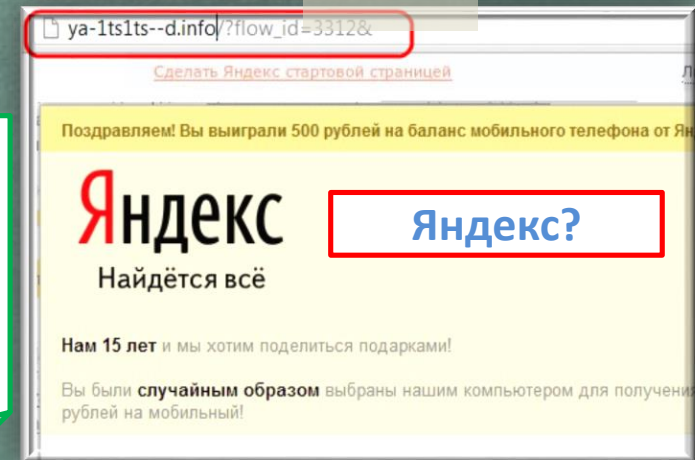 ya-1ts1ts--d.info/?flow_id=3312&
Сделать Яндекс стартовой страницей
Поздравляем! Вы выиграли 500 рублей на баланс мобильного телефона от
Яндекс
Яндекс?
Найдётся всё
Нам 15 лет и мы хотим поделиться подарками!
Вы были случайным образом выбраны нашим компьютером для
рублей на мобильный!